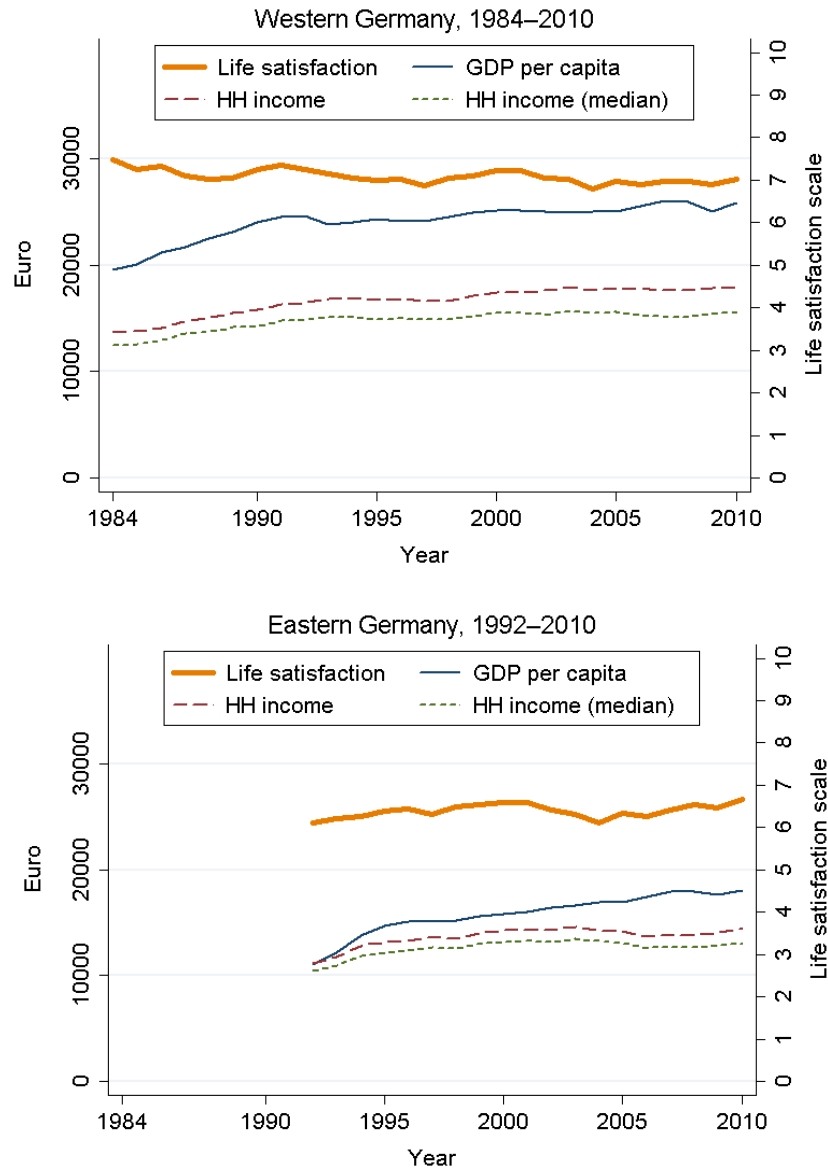 Western Germany, 1984–2010
Life satisfaction GDP per capita
HH income HH income (median)
Euro
0 10000 20000 30000
Life satisfaction scale
0 1 2 3 4 5 6 7 8 9 10
1984 1990 1995 2000 2005 2010
Year
Eastern Germany, 1992–2010
Life satisfaction GDP per capita
HH income HH income (median)
Euro
0 10000 20000 30000
Life satisfaction scale
0 1 2 3 4 5 6 7 8 9 10
1984 1990 1995 2000 2005 2010
Year